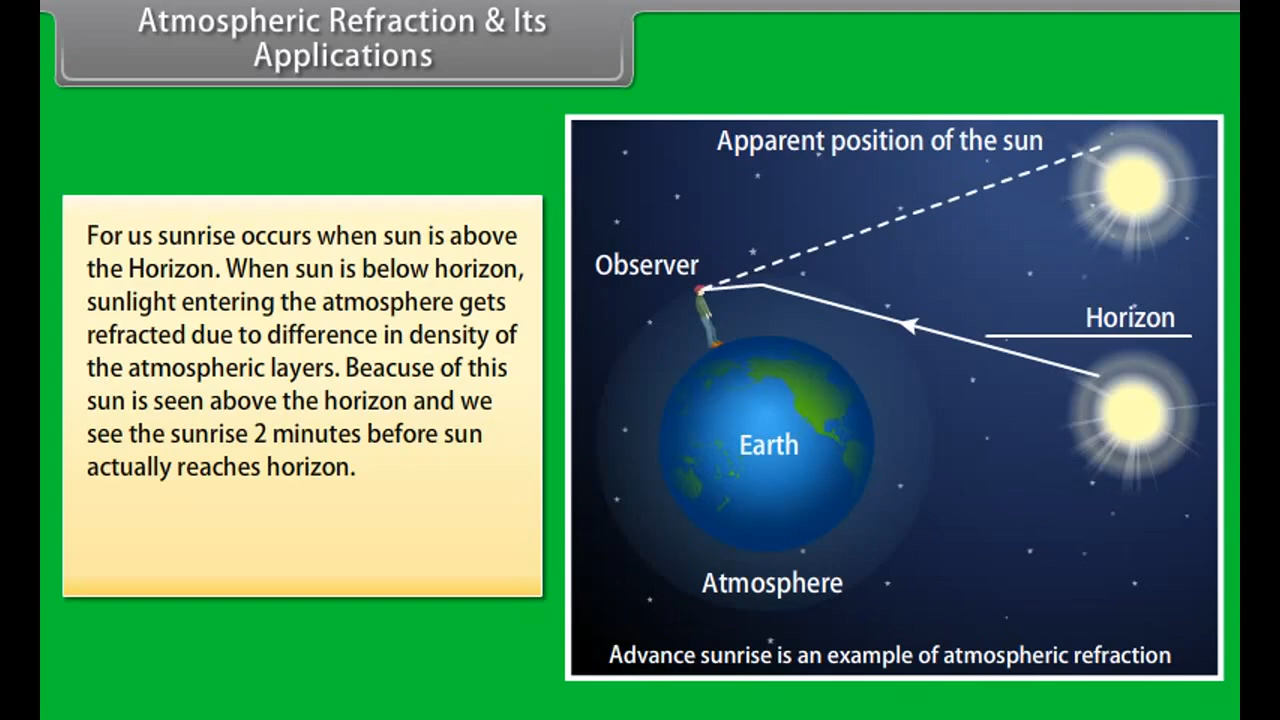 Atmospheric Refraction & Its
Applications
For us sunrise occurs when sun is above
the Horizon. When sun is below horizon,
sunlight entering the atmosphere gets
refracted due to difference in density of
the atmospheric layers. Beacuse of this
sun is seen above the horizon and we
see the sunrise 2 minutes before sun
actually reaches horizon.
Apparent position of the sun
Observer
Horizon
Earth
Atmosphere
Advance sunrise is an example of atmospheric refraction